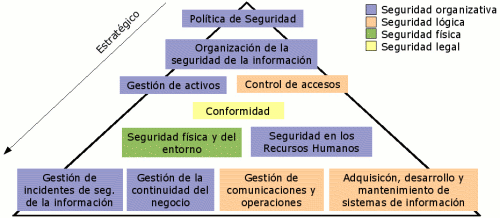 Política de Seguridad
Seguridad organizativa
Seguridad lógica
Seguridad física
Seguridad legal
Estratégico
Organización de la
seguridad de la información
Gestión de activos
Control de accesos
Conformidad
Seguridad física y del
entorno
Seguridad en los
Recursos Humanos
Gestión de
incidentes de seg.
de la información
Gestión de la
continuidad del
negocio
Gestión de
comunicaciones y
operaciones
Adquisicón, desarrollo y
mantenimiento de
sistemas de información